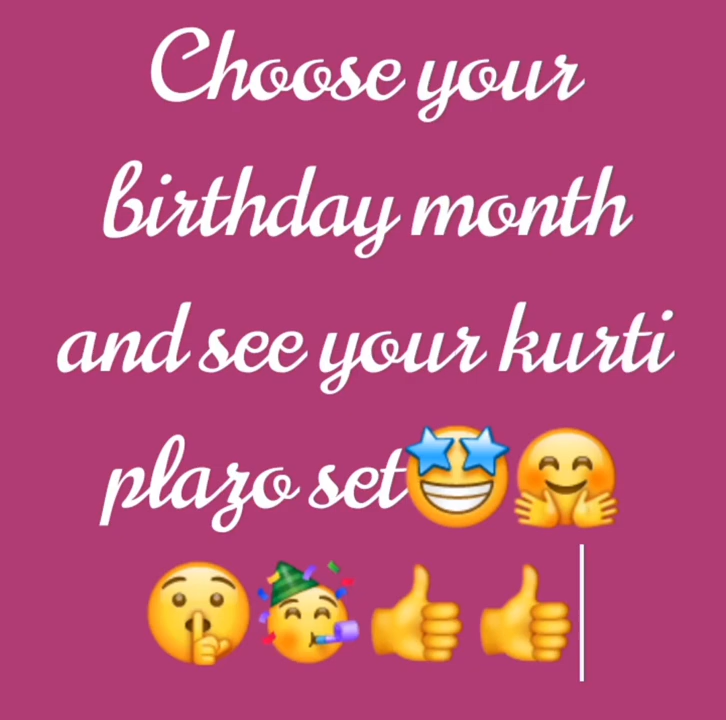 Choose your
birthday month
and see your kurti
plazo set🤩🤗
🤫🥳👍👍